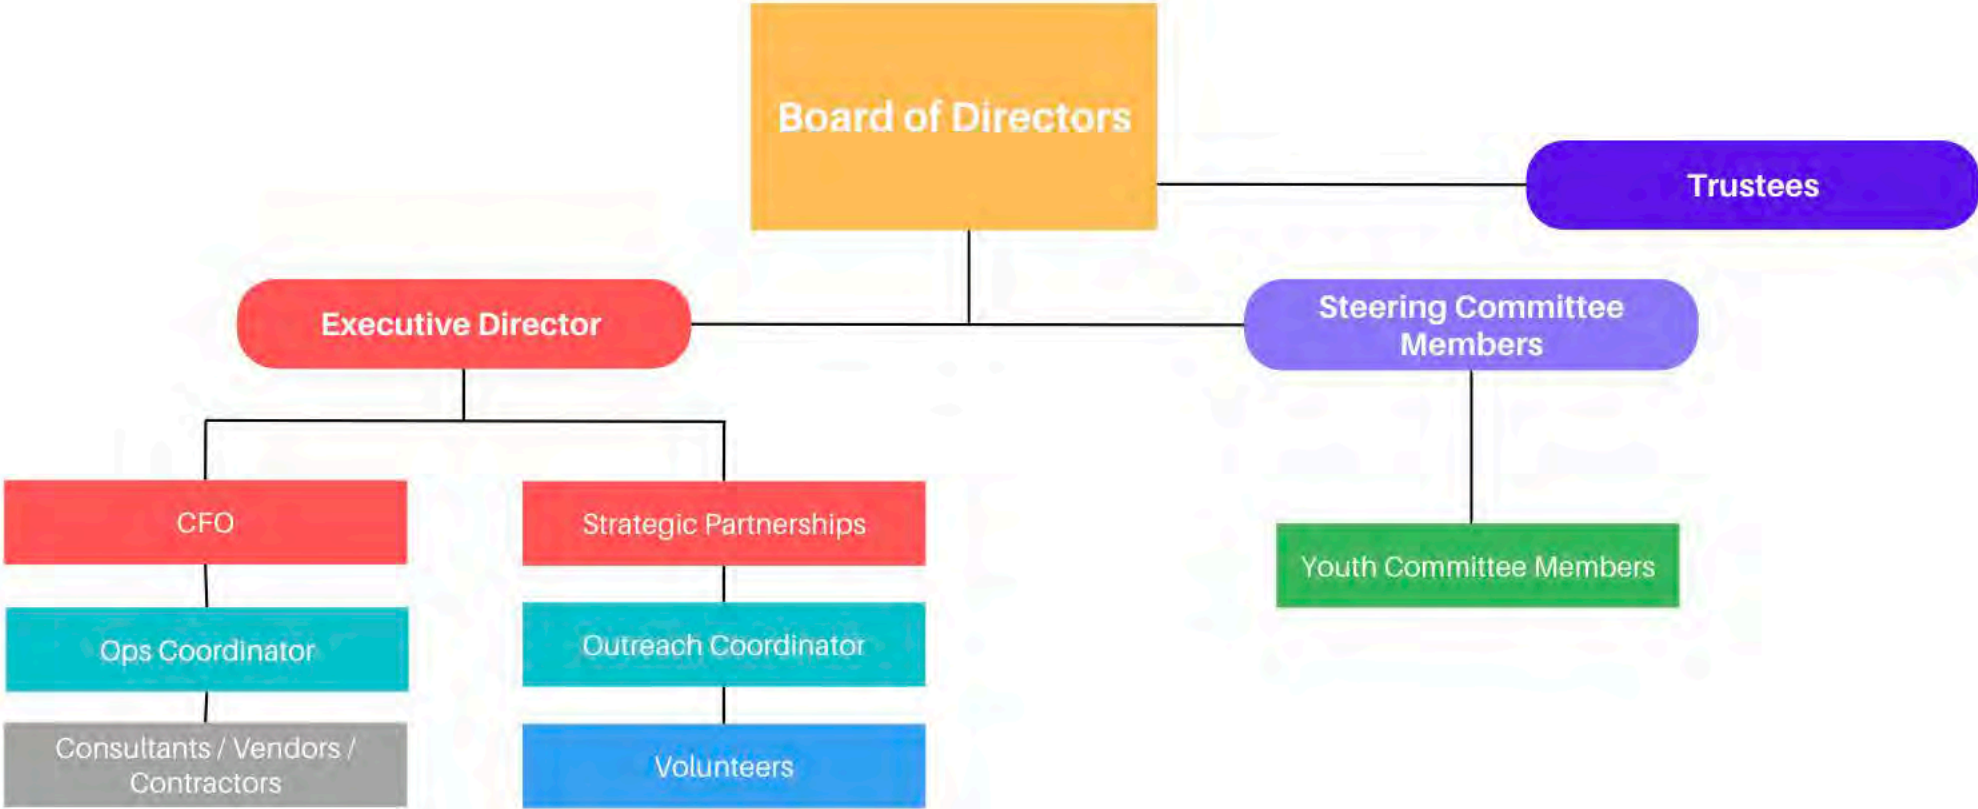 Board of Directors
Trustees
Executive Director
Steering Committee
Members
CFO
Strategic Partnerships
Youth Committee Members
Ops Coordinator
Outreach Coordinator
Consultants / Vendors /
Contractors
Volunteers